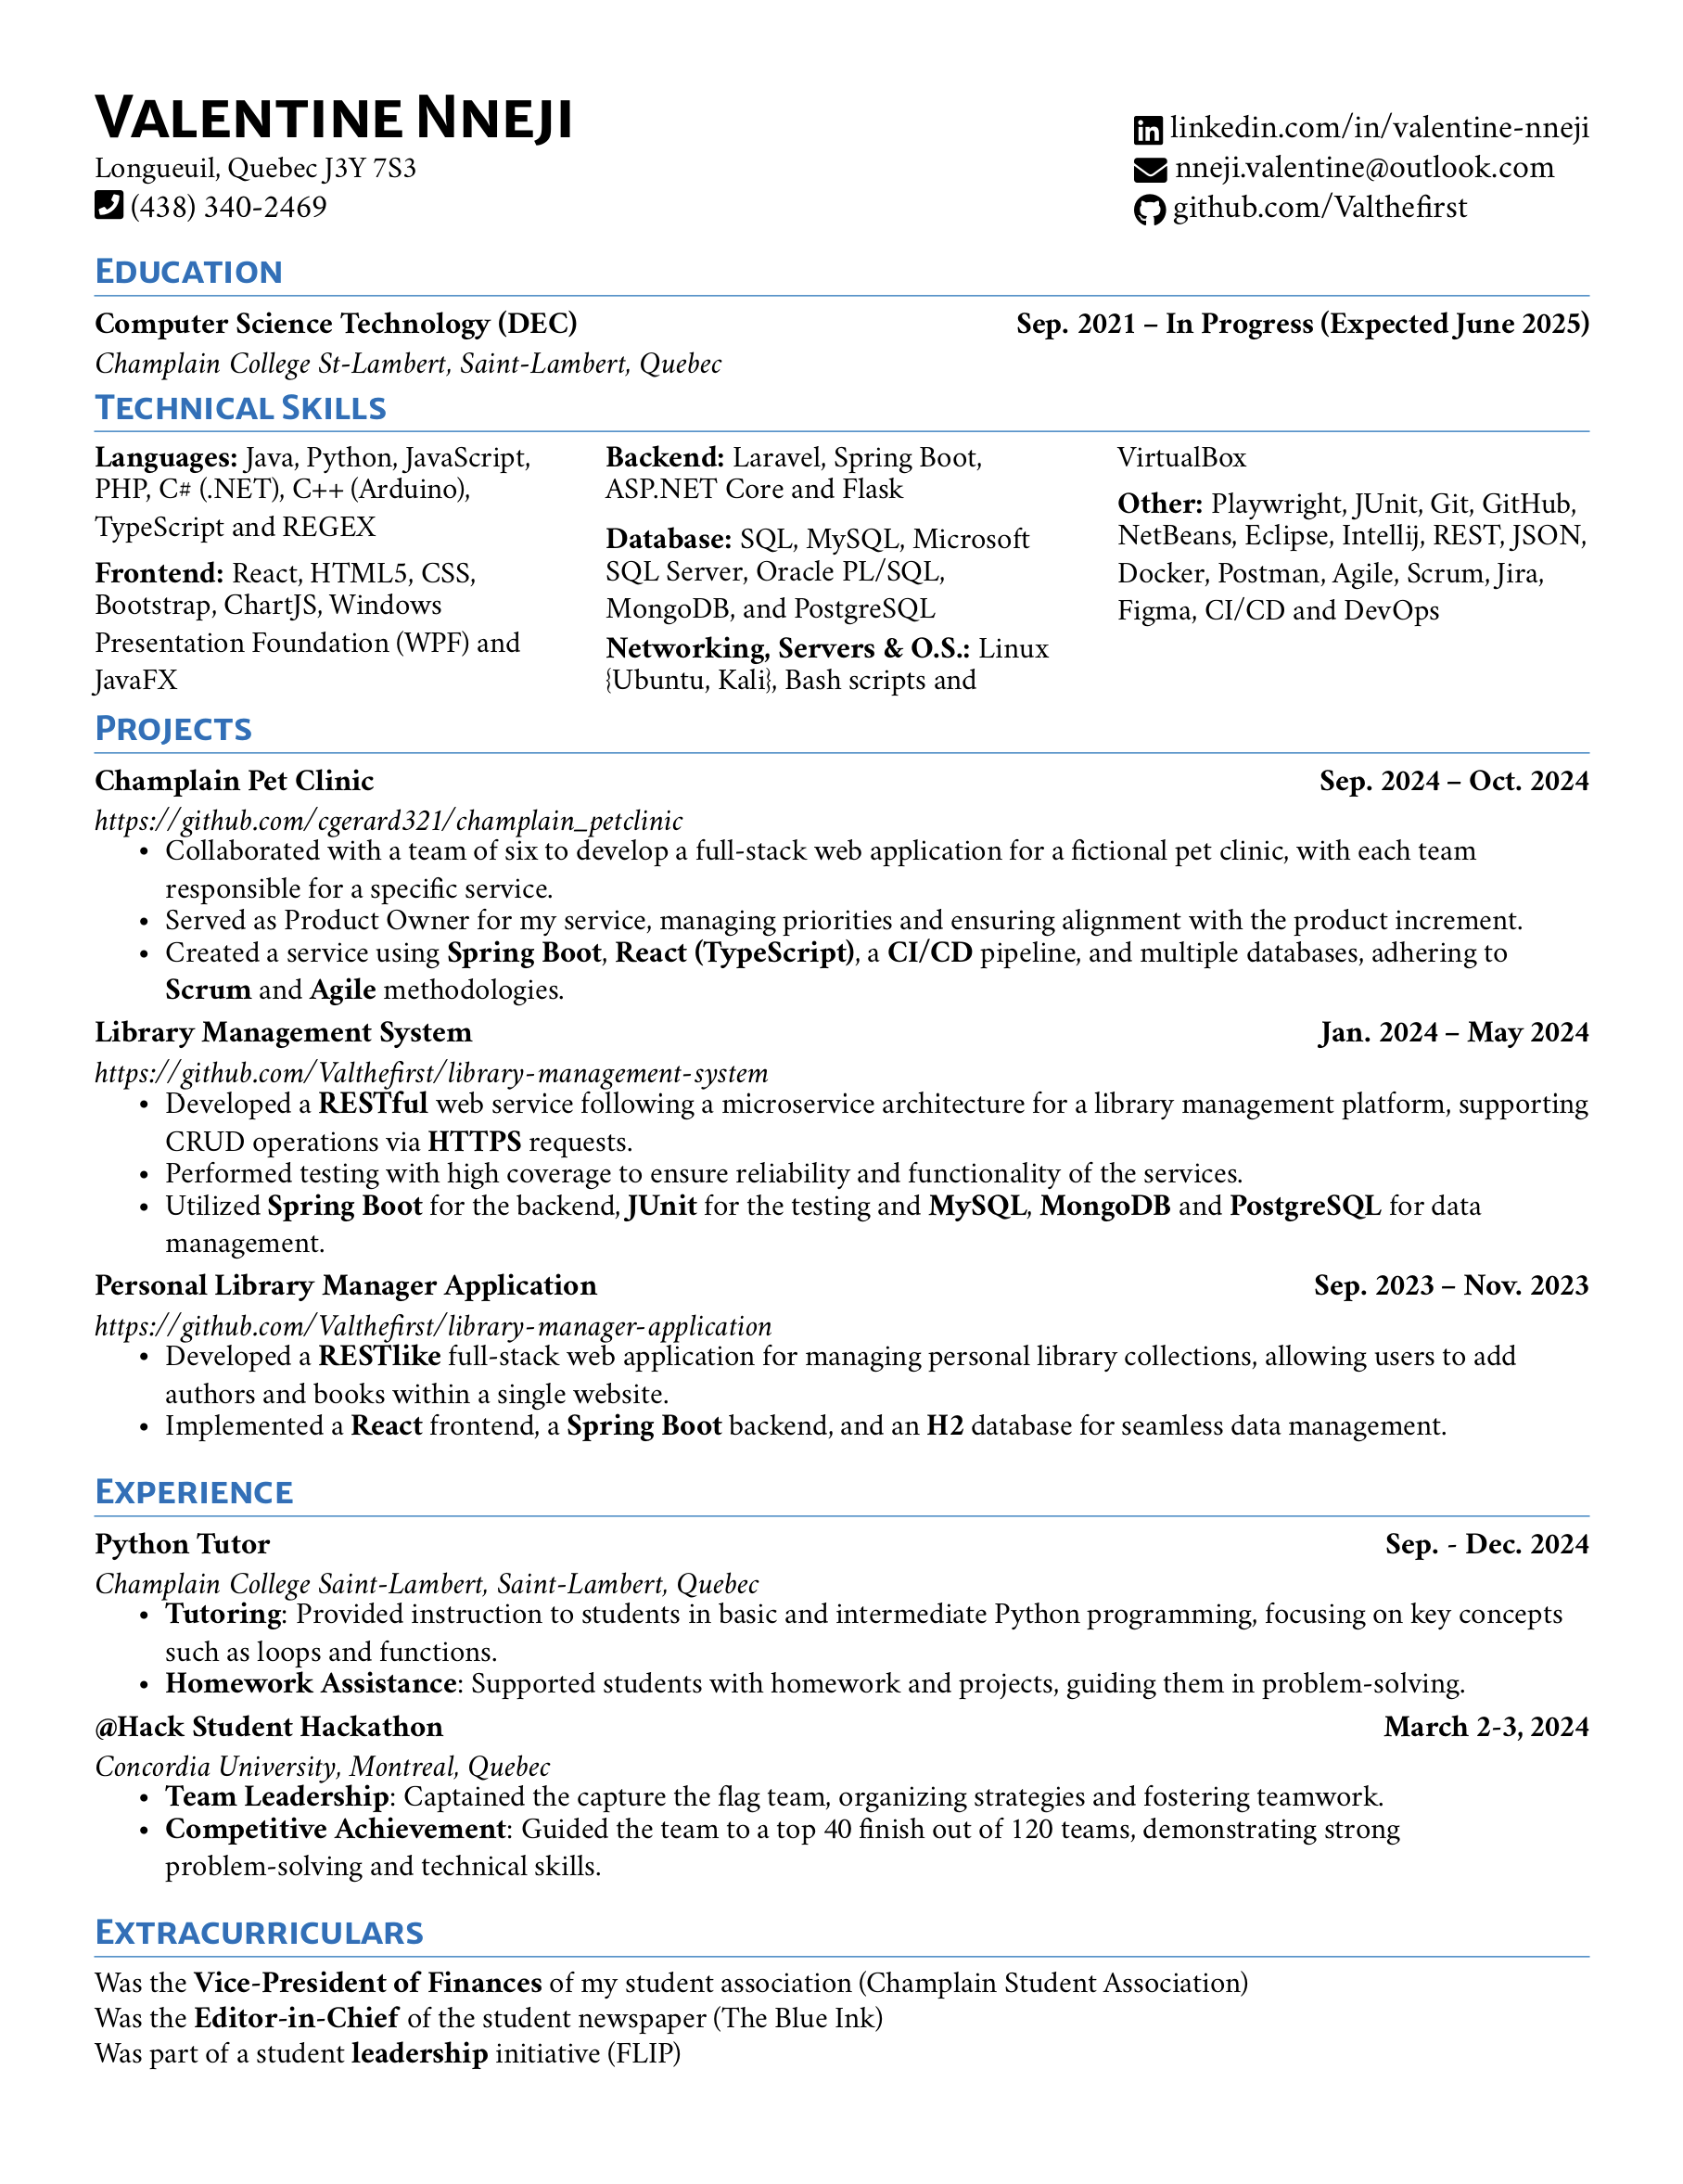 Valentine Nneji
Longueuil, Quebec J3Y 7S3
(438) 340-2469
linkedin.com/in/valentine-nneji
nneji.valentine@outlook.com
github.com/Valthefirst
Education
Computer Science Technology (DEC) Sep. 2021 – In Progress (Expected June 2025)
Champlain College St-Lambert, Saint-Lambert, Quebec
Technical Skills
Languages: Java, Python, JavaScript,
PHP, C# (.NET), C++ (Arduino),
TypeScript and REGEX
Frontend: React, HTML5, CSS,
Bootstrap, ChartJS, Windows
Presentation Foundation (WPF) and
JavaFX
Backend: Laravel, Spring Boot,
ASP.NET Core and Flask
Database: SQL, MySQL, Microsoft
SQL Server, Oracle PL/SQL,
MongoDB, and PostgreSQL
Networking, Servers & O.S.: Linux
{Ubuntu, Kali}, Bash scripts and
VirtualBox
Other: Playwright, JUnit, Git, GitHub,
NetBeans, Eclipse, Intellij, REST, JSON,
Docker, Postman, Agile, Scrum, Jira,
Figma, CI/CD and DevOps
Projects
Champlain Pet Clinic Sep. 2024 – Oct. 2024
https://github.com/cgerard321/champlain_petclinic
• Collaborated with a team of six to develop a full-stack web application for a fictional pet clinic, with each team
responsible for a specific service.
• Served as Product Owner for my service, managing priorities and ensuring alignment with the product increment.
• Created a service using Spring Boot, React (TypeScript), a CI/CD pipeline, and multiple databases, adhering to
Scrum and Agile methodologies.
Library Management System Jan. 2024 – May 2024
https://github.com/Valthefirst/library-management-system
• Developed a RESTful web service following a microservice architecture for a library management platform, supporting
CRUD operations via HTTPS requests.
• Performed testing with high coverage to ensure reliability and functionality of the services.
• Utilized Spring Boot for the backend, JUnit for the testing and MySQL, MongoDB and PostgreSQL for data
management.
Personal Library Manager Application Sep. 2023 – Nov. 2023
https://github.com/Valthefirst/library-manager-application
• Developed a RESTlike full-stack web application for managing personal library collections, allowing users to add
authors and books within a single website.
• Implemented a React frontend, a Spring Boot backend, and an H2 database for seamless data management.
Experience
Python Tutor Sep. - Dec. 2024
Champlain College Saint-Lambert, Saint-Lambert, Quebec
• Tutoring: Provided instruction to students in basic and intermediate Python programming, focusing on key concepts
such as loops and functions.
• Homework Assistance: Supported students with homework and projects, guiding them in problem-solving.
@Hack Student Hackathon March 2-3, 2024
Concordia University, Montreal, Quebec
• Team Leadership: Captained the capture the flag team, organizing strategies and fostering teamwork.
• Competitive Achievement: Guided the team to a top 40 finish out of 120 teams, demonstrating strong
problem-solving and technical skills.
Extracurriculars
Was the Vice-President of Finances of my student association (Champlain Student Association)
Was the Editor-in-Chief of the student newspaper (The Blue Ink)
Was part of a student leadership initiative (FLIP)